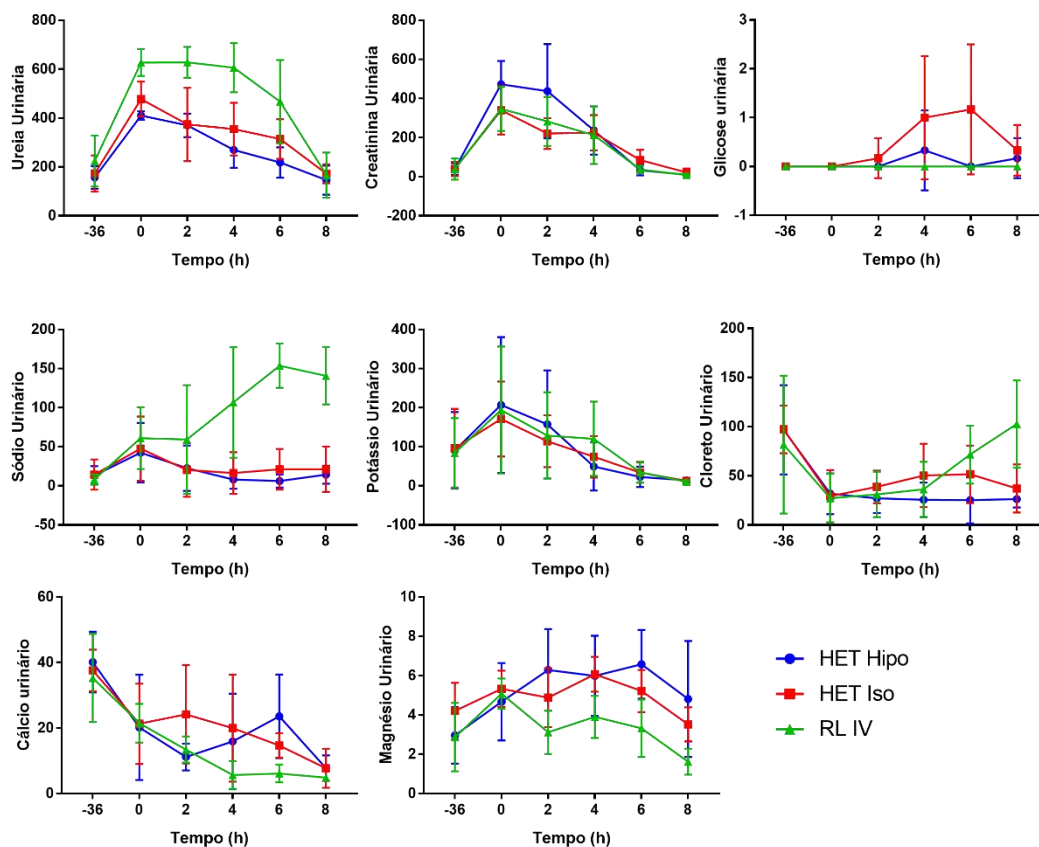 Ureia Urinária
800
600
400
200
0
-36 0 2 4 6 8
Tempo (h)
Creatinina Urinária
800
600
400
200
0
-200
-36 0 2 4 6 8
Tempo (h)
Glicose urinária
3
2
1
0
-1
-36 0 2 4 6 8
Tempo (h)
Sódio Urinário
200
150
100
50
0
-50
-36 0 2 4 6 8
Tempo (h)
Potássio Urinário
400
300
200
100
0
-100
-36 0 2 4 6 8
Tempo (h)
Cloreto Urinário
200
150
100
50
0
-36 0 2 4 6 8
Tempo (h)
Cálcio urinário
60
40
20
0
-36 0 2 4 6 8
Tempo (h)
Magnésio Urinário
10
8
6
4
2
0
-36 0 2 4 6 8
Tempo (h)
HET Hipo
HET Iso
RL IV